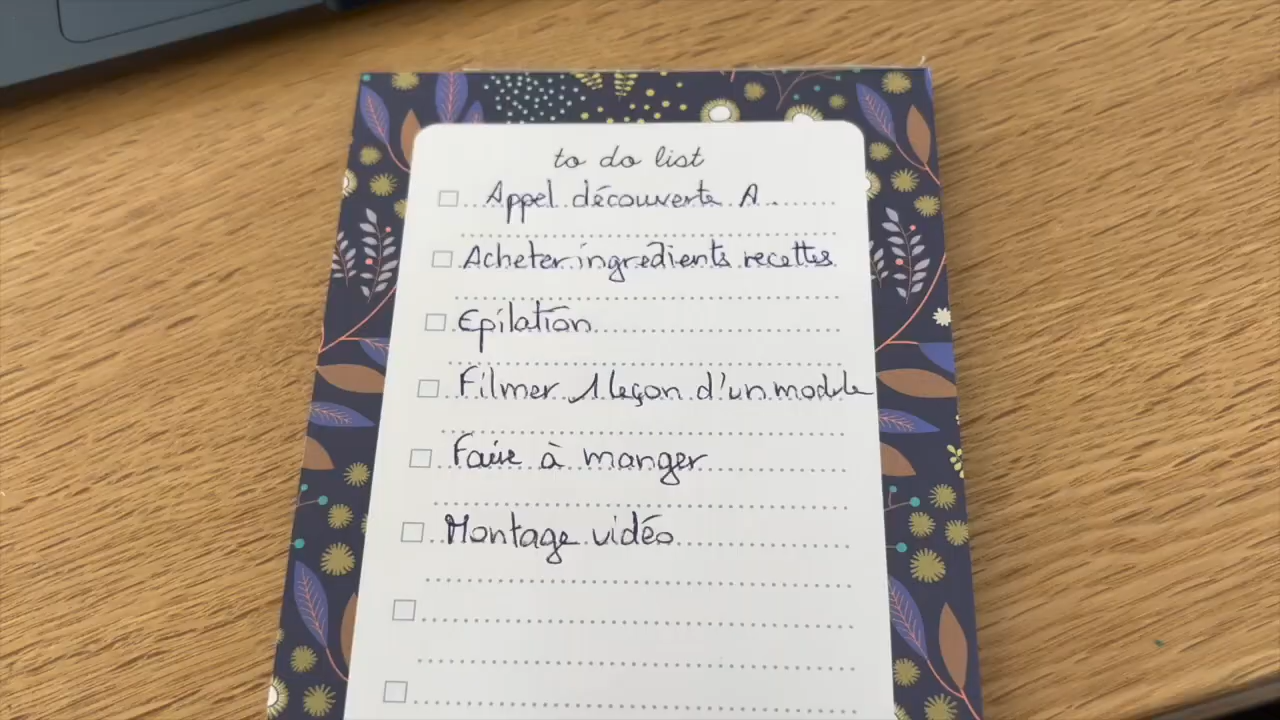 to do list
Appel découverte A.
Acheter ingrédients recettes
Epilation
Filmer 1 leçon d'un module
Faire à manger
Montage vidéo